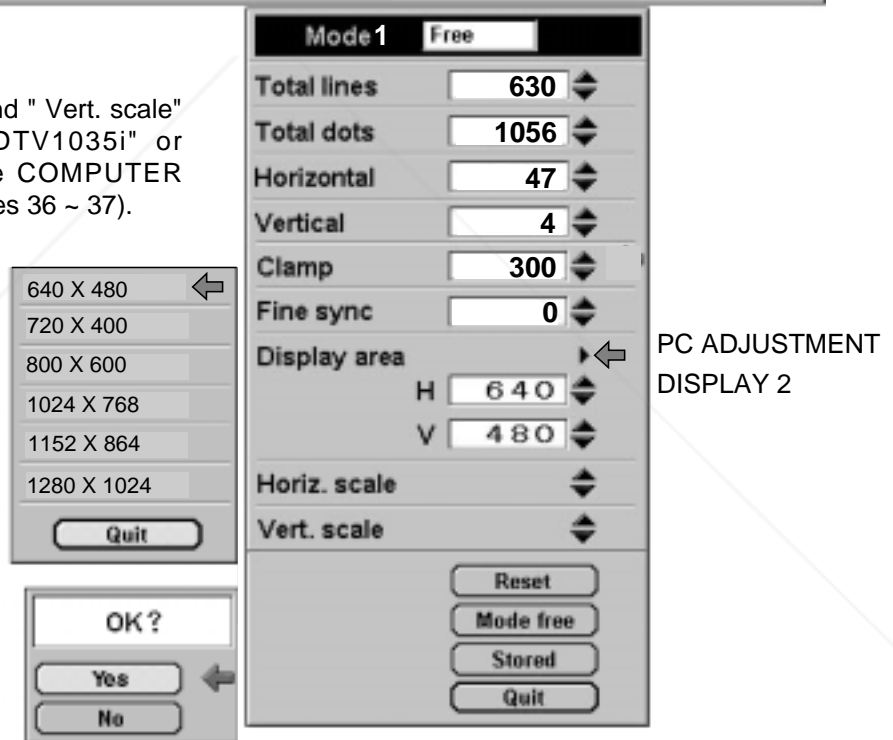 nd " Vert. scale"
DTV1035i" or
e COMPUTER
es 36 ~ 37).
640 X 480
720 X 400
800 X 600
1024 X 768
1152 X 864
1280 X 1024
Quit
OK?
Yes
No
Mode 1 Free
Total lines 630
Total dots 1056
Horizontal 47
Vertical 4
Clamp 300
Fine sync 0
Display area
H 640
V 480
Horiz. scale
Vert. scale
Reset
Mode free
Stored
Quit
PC ADJUSTMENT
DISPLAY 2